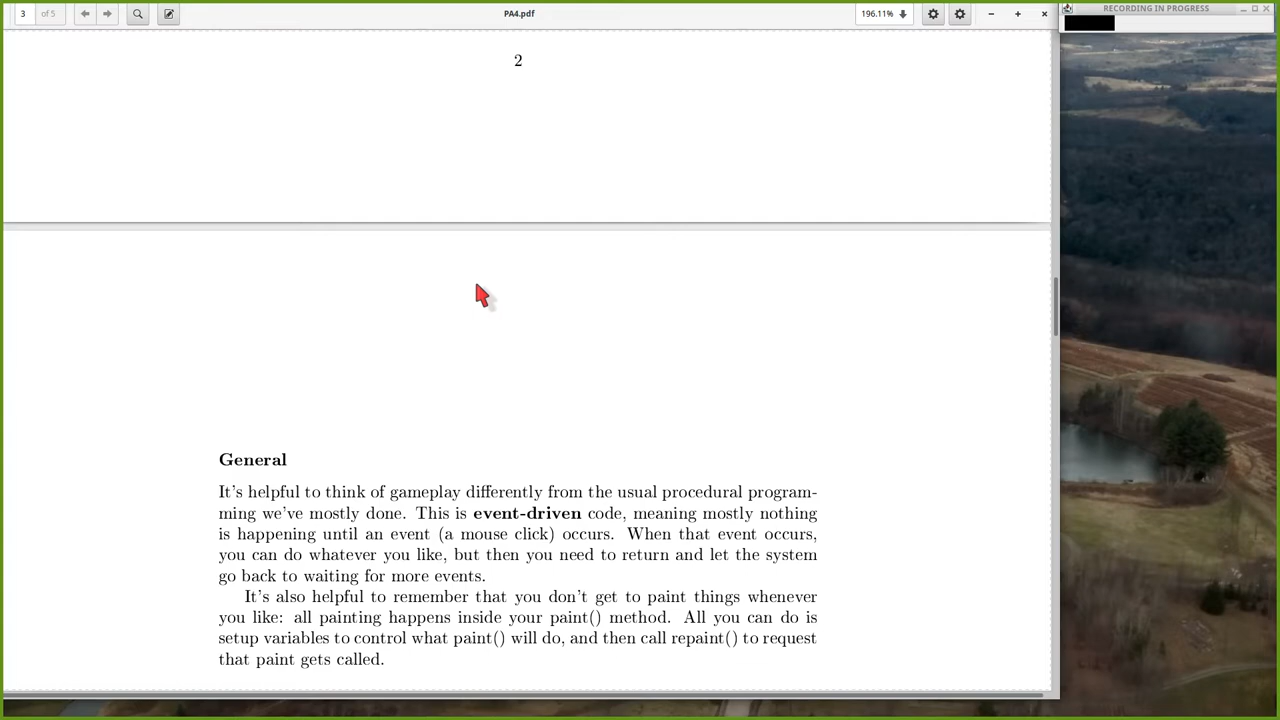 3 of 5
PA4.pdf
196.11%
RECORDING IN PROGRESS
2
General
It's helpful to think of gameplay differently from the usual procedural program-
ming we've mostly done. This is event-driven code, meaning mostly nothing
is happening until an event (a mouse click) occurs. When that event occurs,
you can do whatever you like, but then you need to return and let the system
go back to waiting for more events.
It's also helpful to remember that you don't get to paint things whenever
you like: all painting happens inside your paint() method. All you can do is
setup variables to control what paint() will do, and then call repaint() to request
that paint gets called.